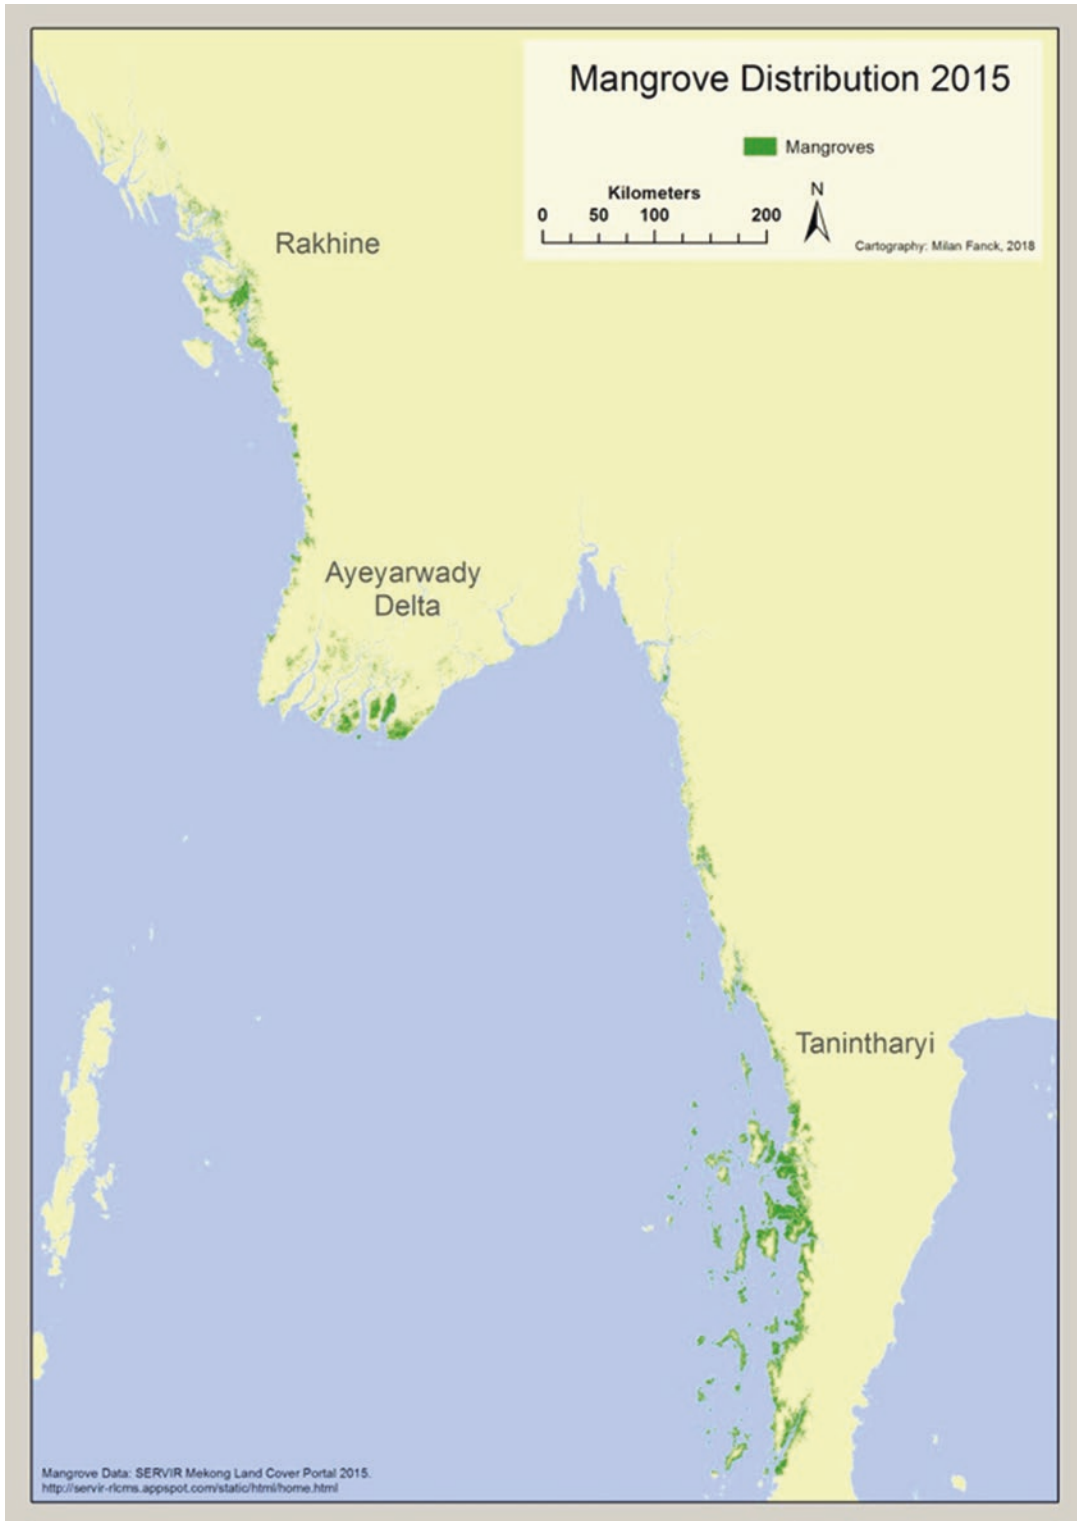 Mangrove Distribution 2015
Mangroves
Kilometers
0 50 100 200
N
Cartography: Milan Fanck, 2018
Rakhine
Ayeyarwady
Delta
Tanintharyi
Mangrove Data: SERVIR Mekong Land Cover Portal 2015.
http://servir-rlcms.appspot.com/static/html/home.html